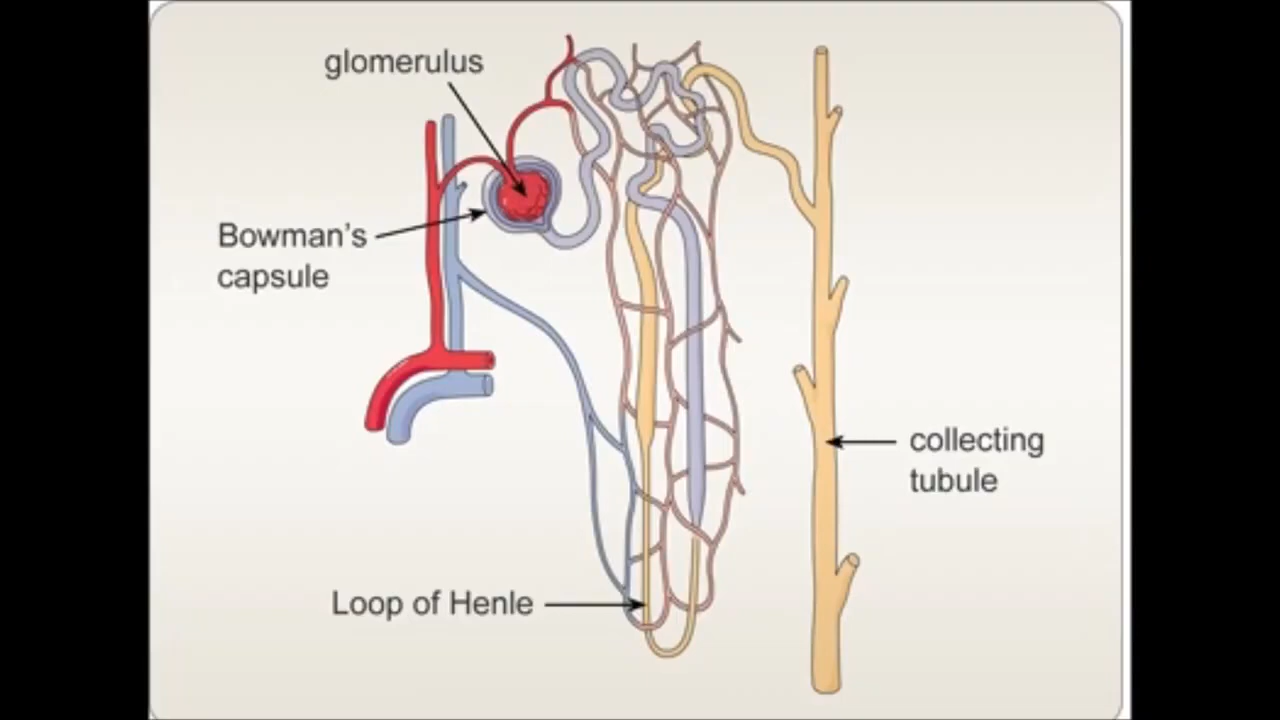 glomerulus
Bowman's
capsule
collecting
tubule
Loop of Henle